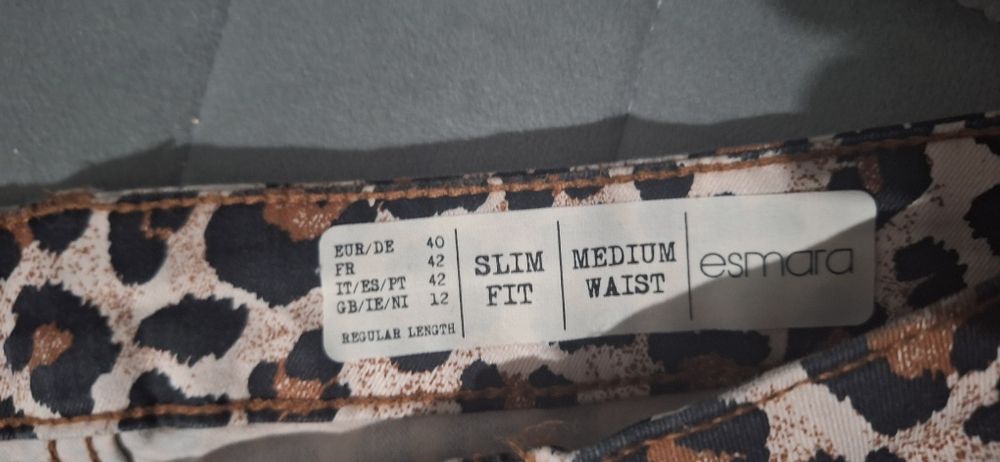 EUR/DE 40
FR 42
IT/ES/PT 42
GB/IE/NI 12
REGULAR LENGTH
SLIM
FIT
MEDIUM
WAIST
esmara